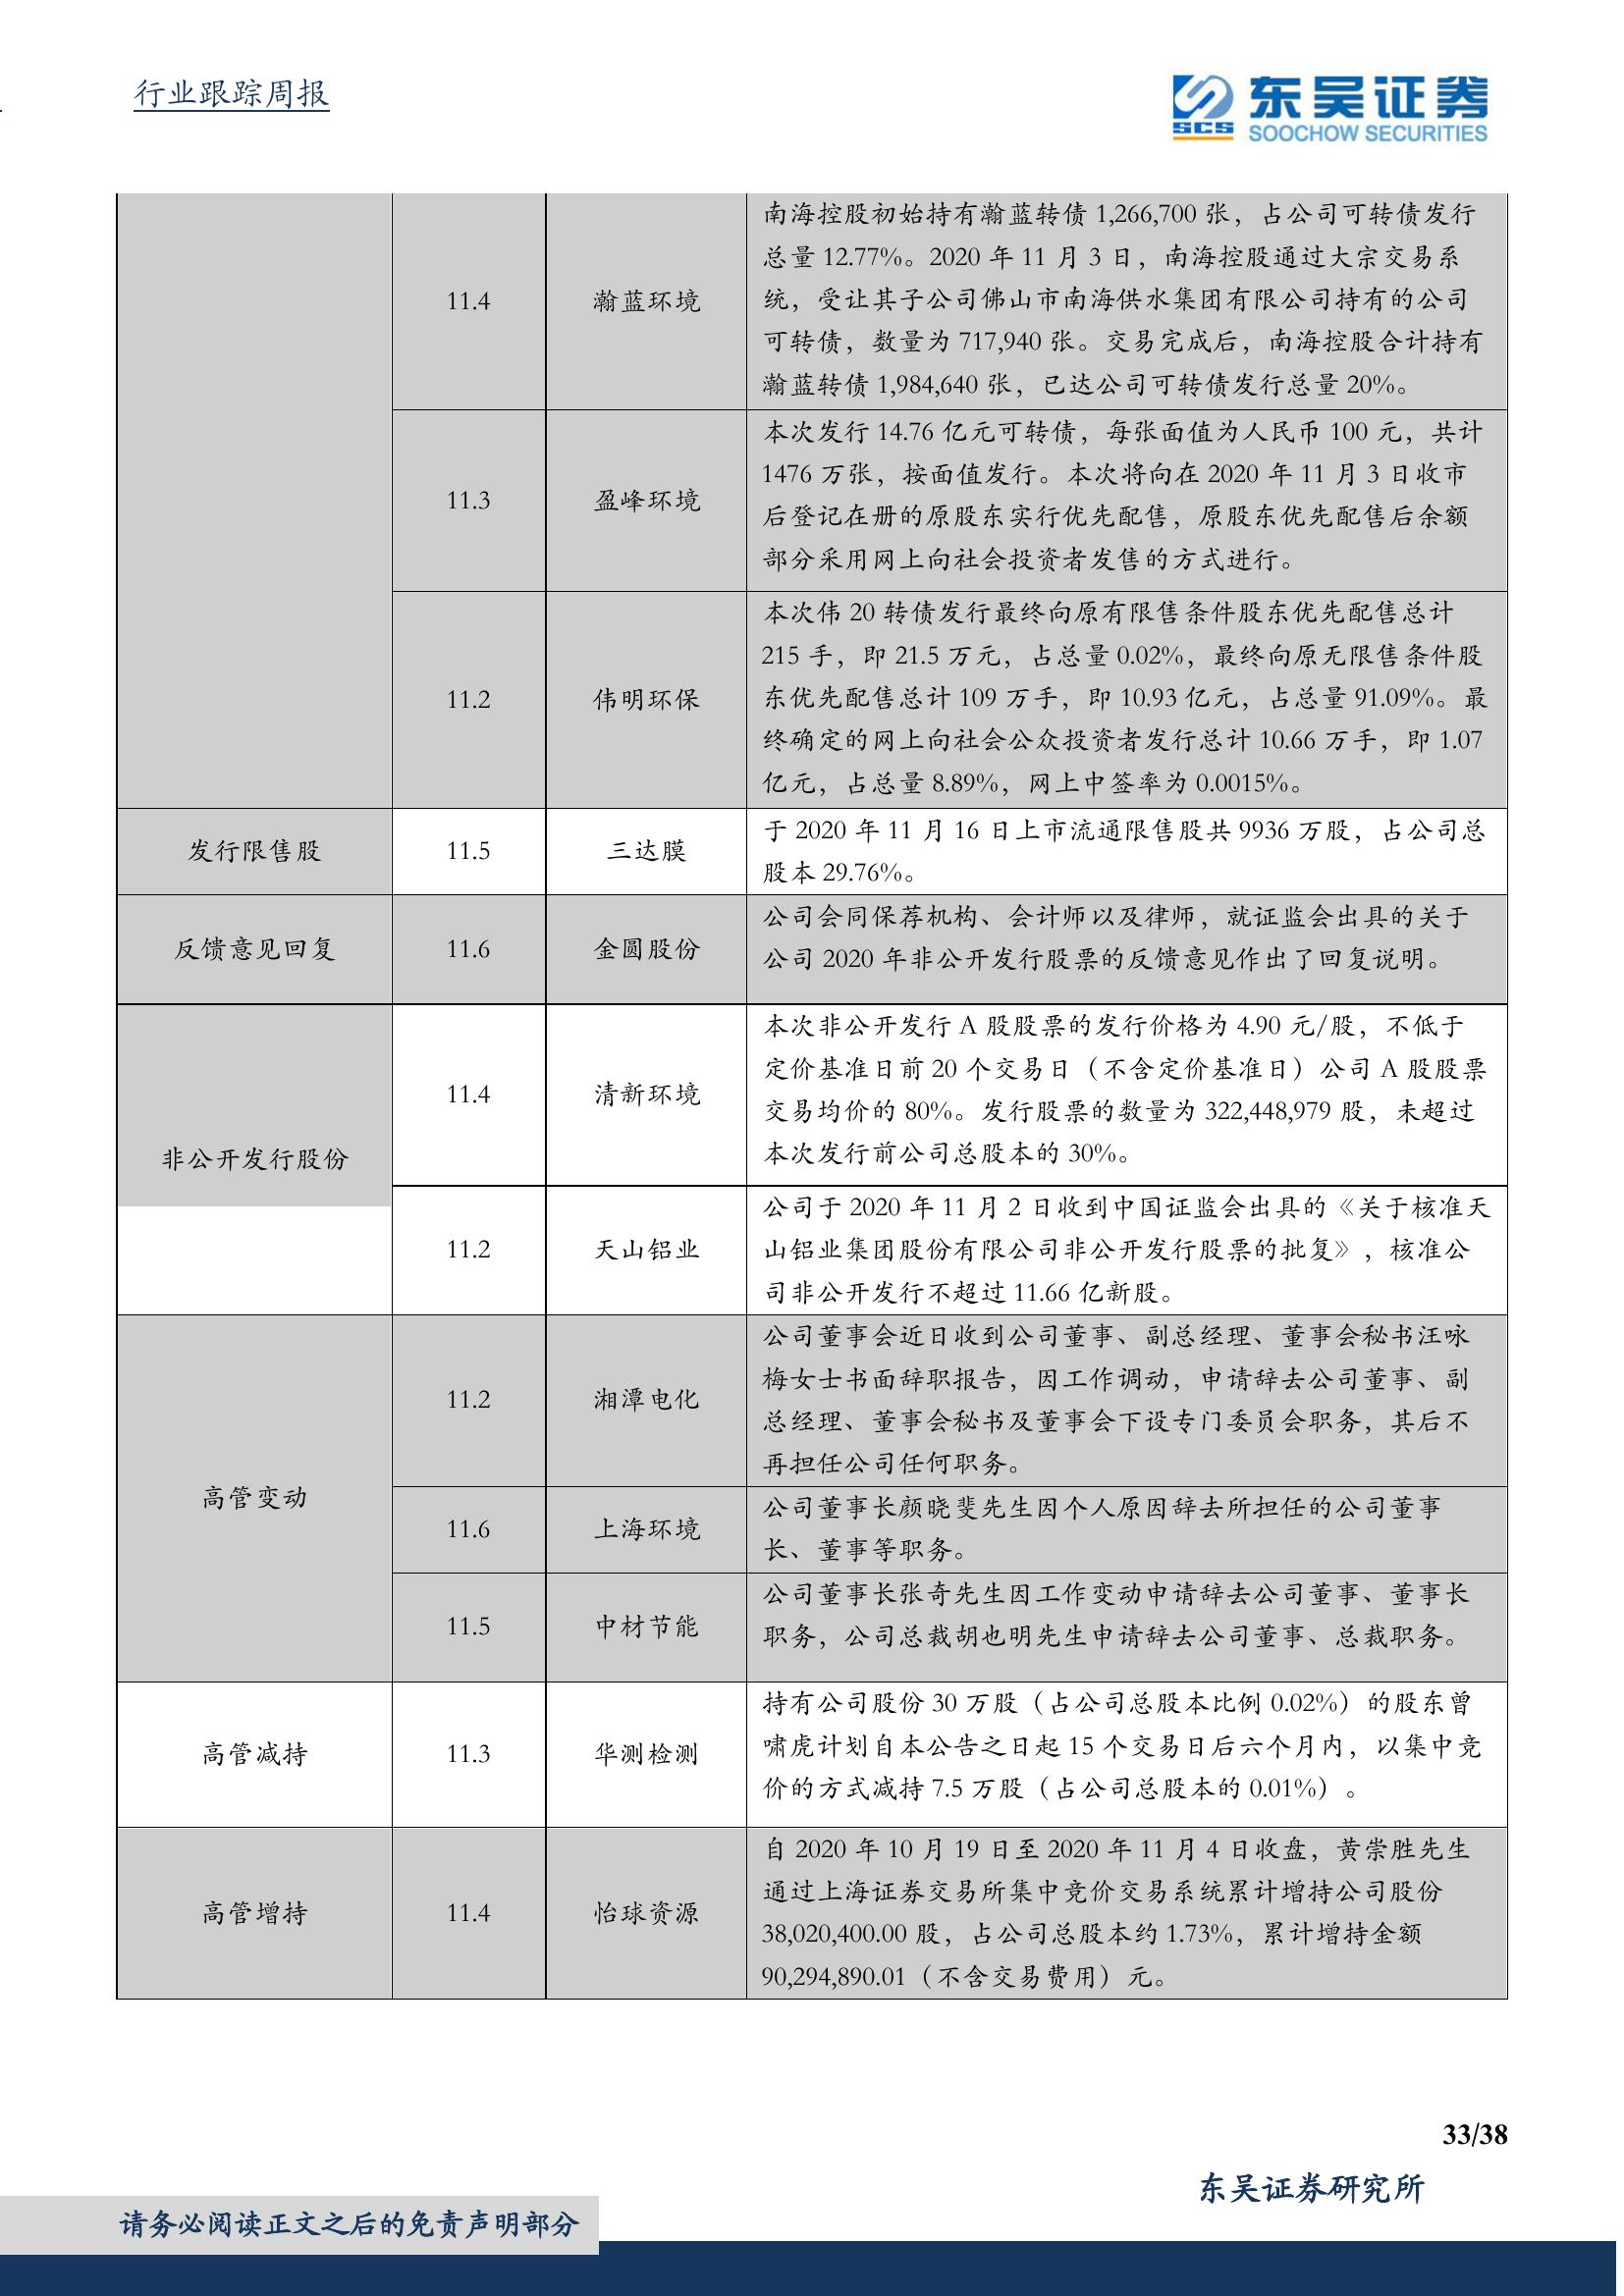 行业跟踪周报
SCS
东吴证券
SOOCHOW SECURITIES
11.4
瀚蓝环境
南海控股初始持有瀚蓝转债 1,266,700 张，占公司可转债发行
总量 12.77%。2020 年 11 月 3 日，南海控股通过大宗交易系
统，受让其子公司佛山市南海供水集团有限公司持有的公司
可转债，数量为 717,940 张。交易完成后，南海控股合计持有
瀚蓝转债 1,984,640 张，已达公司可转债发行总量 20%。
11.3
盈峰环境
本次发行 14.76 亿元可转债，每张面值为人民币 100 元，共计
1476 万张，按面值发行。本次将向在 2020 年 11 月 3 日收市
后登记在册的原股东实行优先配售，原股东优先配售后余额
部分采用网上向社会投资者发售的方式进行。
11.2
伟明环保
本次伟 20 转债发行最终向原有限售条件股东优先配售总计
215 手，即 21.5 万元，占总量 0.02%，最终向原无限售条件股
东优先配售总计 109 万手，即 10.93 亿元，占总量 91.09%。最
终确定的网上向社会公众投资者发行总计 10.66 万手，即 1.07
亿元，占总量 8.89%，网上中签率为 0.0015%。
发行限售股
11.5
三达膜
于 2020 年 11 月 16 日上市流通限售股共 9936 万股，占公司总
股本 29.76%。
反馈意见回复
11.6
金圆股份
公司会同保荐机构、会计师以及律师，就证监会出具的关于
公司 2020 年非公开发行股票的反馈意见作出了回复说明。
非公开发行股份
11.4
清新环境
本次非公开发行 A 股股票的发行价格为 4.90 元/股，不低于
定价基准日前 20 个交易日（不含定价基准日）公司 A 股股票
交易均价的 80%。发行股票的数量为 322,448,979 股，未超过
本次发行前公司总股本的 30%。
11.2
天山铝业
公司于 2020 年 11 月 2 日收到中国证监会出具的《关于核准天
山铝业集团股份有限公司非公开发行股票的批复》，核准公
司非公开发行不超过 11.66 亿新股。
高管变动
11.2
湘潭电化
公司董事会近日收到公司董事、副总经理、董事会秘书汪咏
梅女士书面辞职报告，因工作调动，申请辞去公司董事、副
总经理、董事会秘书及董事会下设专门委员会职务，其后不
再担任公司任何职务。
11.6
上海环境
公司董事长颜晓斐先生因个人原因辞去所担任的公司董事
长、董事等职务。
11.5
中材节能
公司董事长张奇先生因工作变动申请辞去公司董事、董事长
职务，公司总裁胡也明先生申请辞去公司董事、总裁职务。
高管减持
11.3
华测检测
持有公司股份 30 万股（占公司总股本比例 0.02%）的股东曾
啸虎计划自本公告之日起 15 个交易日后六个月内，以集中竞
价的方式减持 7.5 万股（占公司总股本的 0.01%）。
高管增持
11.4
怡球资源
自 2020 年 10 月 19 日至 2020 年 11 月 4 日收盘，黄崇胜先生
通过上海证券交易所集中竞价交易系统累计增持公司股份
38,020,400.00 股，占公司总股本约 1.73%，累计增持金额
90,294,890.01（不含交易费用）元。
33/38
东吴证券研究所
请务必阅读正文之后的免责声明部分